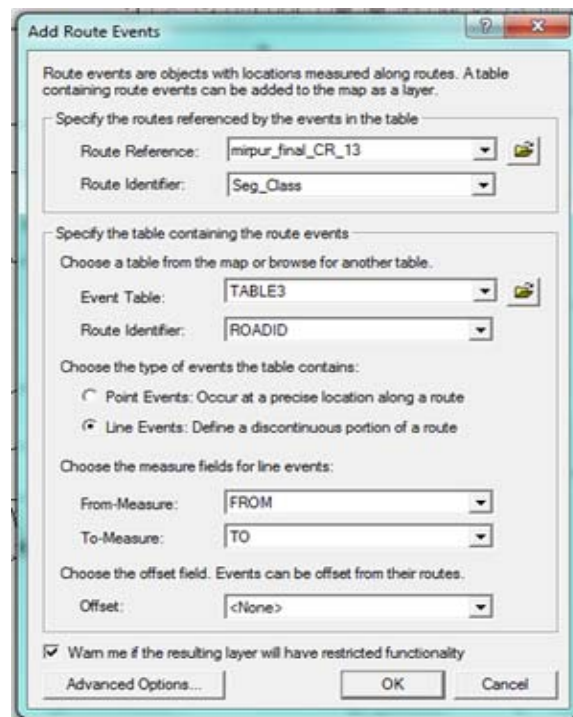 Add Route Events
Route events are objects with locations measured along routes. A table
containing route events can be added to the map as a layer.
Specify the routes referenced by the events in the table
Route Reference: mirpur_final_CR_13
Route Identifier: Seg_Class
Specify the table containing the route events
Choose a table from the map or browse for another table.
Event Table: TABLE3
Route Identifier: ROADID
Choose the type of events the table contains:
Point Events: Occur at a precise location along a route
Line Events: Define a discontinuous portion of a route
Choose the measure fields for line events:
From-Measure: FROM
To-Measure: TO
Choose the offset field. Events can be offset from their routes.
Offset: <None>
Warn me if the resulting layer will have restricted functionality
Advanced Options... OK Cancel